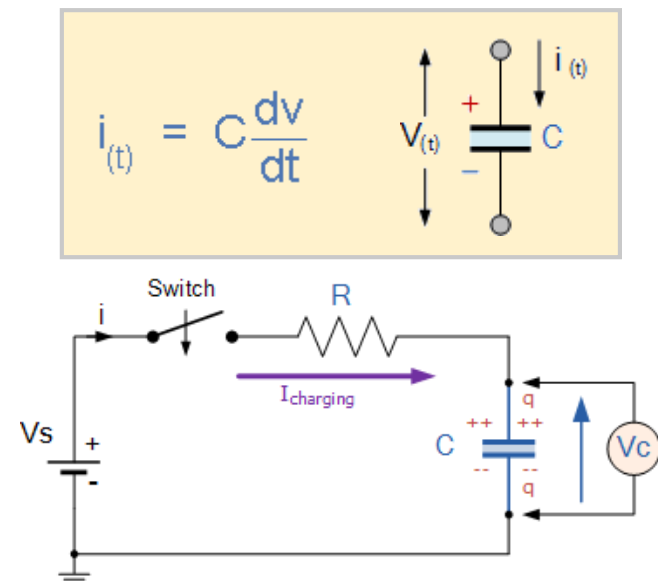 i(t) = C dv/dt
V(t)
+
−
C
i (t)
Switch
i
R
Icharging
Vs
+
-
C
++ ++
-- --
q
q
Vc